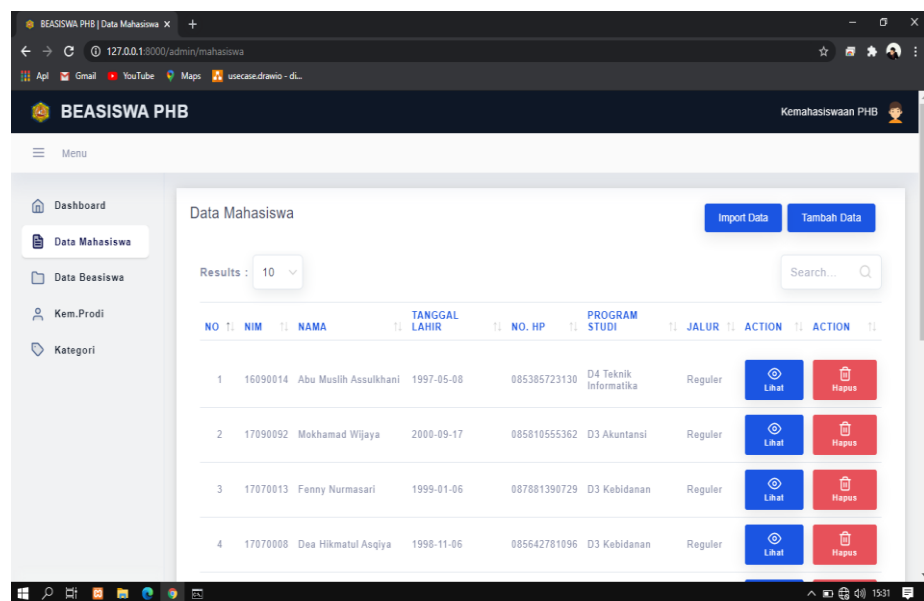 BEASISWA PHB | Data Mahasiswa
127.0.0.1:8000/admin/mahasiswa
Apl Gmail YouTube Maps usecase.drawio - di...
BEASISWA PHB Kemahasiswaan PHB
Menu
Dashboard
Data Mahasiswa
Data Beasiswa
Kem.Prodi
Kategori
Data Mahasiswa Import Data Tambah Data
Results : 10 Search...
NO NIM NAMA TANGGAL LAHIR NO. HP PROGRAM STUDI JALUR ACTION ACTION
1 16090014 Abu Muslih Assulkhani 1997-05-08 085385723130 D4 Teknik Informatika Reguler Lihat Hapus
2 17090092 Mokhamad Wijaya 2000-09-17 085810555362 D3 Akuntansi Reguler Lihat Hapus
3 17070013 Fenny Nurmasari 1999-01-06 087881390729 D3 Kebidanan Reguler Lihat Hapus
4 17070008 Dea Hikmatul Asqiya 1998-11-06 085642781096 D3 Kebidanan Reguler Lihat Hapus
15:31